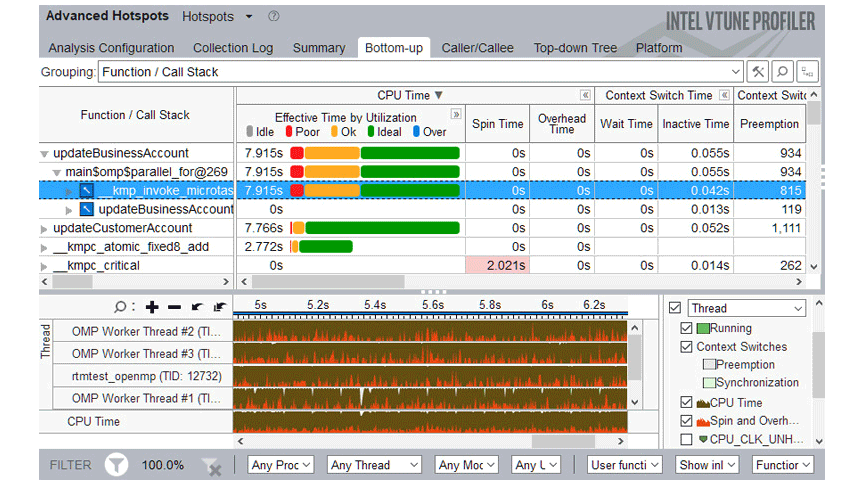 Advanced Hotspots Hotspots
INTEL VTUNE PROFILER
Analysis Configuration Collection Log Summary Bottom-up Caller/Callee Top-down Tree Platform
Grouping: Function / Call Stack
CPU Time Context Switch Time Context Switc
Function / Call Stack
Effective Time by Utilization
Idle Poor Ok Ideal Over
Spin Time Overhead Time Wait Time Inactive Time Preemption
updateBusinessAccount 7.915s 0s 0s 0s 0.055s 934
main$omp$parallel_for@269 7.915s 0s 0s 0s 0.055s 934
__kmp_invoke_microtas 7.915s 0s 0s 0s 0.042s 815
updateBusinessAccount 0s 0s 0s 0s 0.013s 119
updateCustomerAccount 7.766s 0s 0s 0s 0.052s 1,111
__kmpc_atomic_fixed8_add 2.772s 0s 0s
__kmpc_critical 0s 2.021s 0s 0s 0.014s 262
5s 5.2s 5.4s 5.6s 5.8s 6s 6.2s
Thread
OMP Worker Thread #2 (TI...
OMP Worker Thread #3 (TI...
rtmtest_openmp (TID: 12732)
OMP Worker Thread #1 (TI...
CPU Time
Thread
Running
Context Switches
Preemption
Synchronization
CPU Time
Spin and Overh...
CPU_CLK_UNH...
FILTER 100.0% Any Proc Any Thread Any Moc Any U User functi Show inl Functior